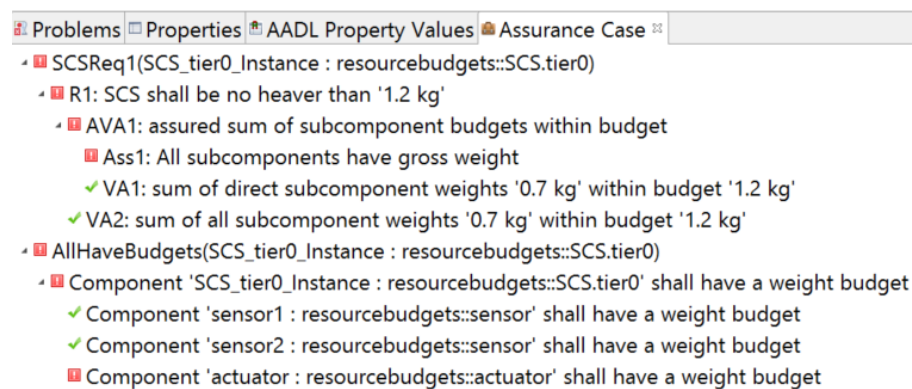 Problems Properties AADL Property Values Assurance Case
SCSReq1(SCS_tier0_Instance : resourcebudgets::SCS.tier0)
R1: SCS shall be no heaver than '1.2 kg'
AVA1: assured sum of subcomponent budgets within budget
Ass1: All subcomponents have gross weight
VA1: sum of direct subcomponent weights '0.7 kg' within budget '1.2 kg'
VA2: sum of all subcomponent weights '0.7 kg' within budget '1.2 kg'
AllHaveBudgets(SCS_tier0_Instance : resourcebudgets::SCS.tier0)
Component 'SCS_tier0_Instance : resourcebudgets::SCS.tier0' shall have a weight budget
Component 'sensor1 : resourcebudgets::sensor' shall have a weight budget
Component 'sensor2 : resourcebudgets::sensor' shall have a weight budget
Component 'actuator : resourcebudgets::actuator' shall have a weight budget